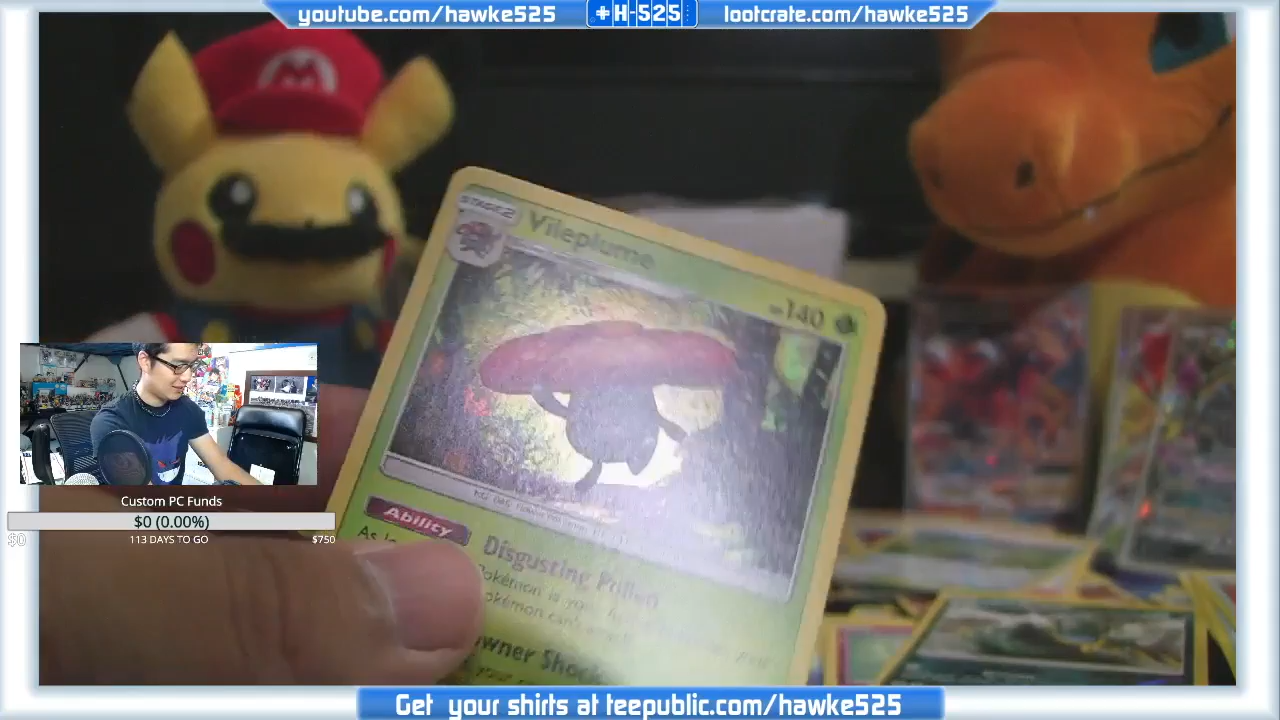 youtube.com/hawke525
+H-525
lootcrate.com/hawke525
STAGE2
Vileplume
140
M
Ability
Disgusting Pollen
Custom PC Funds
$0 (0.00%)
$0
113 DAYS TO GO
$750
Get your shirts at teepublic.com/hawke525